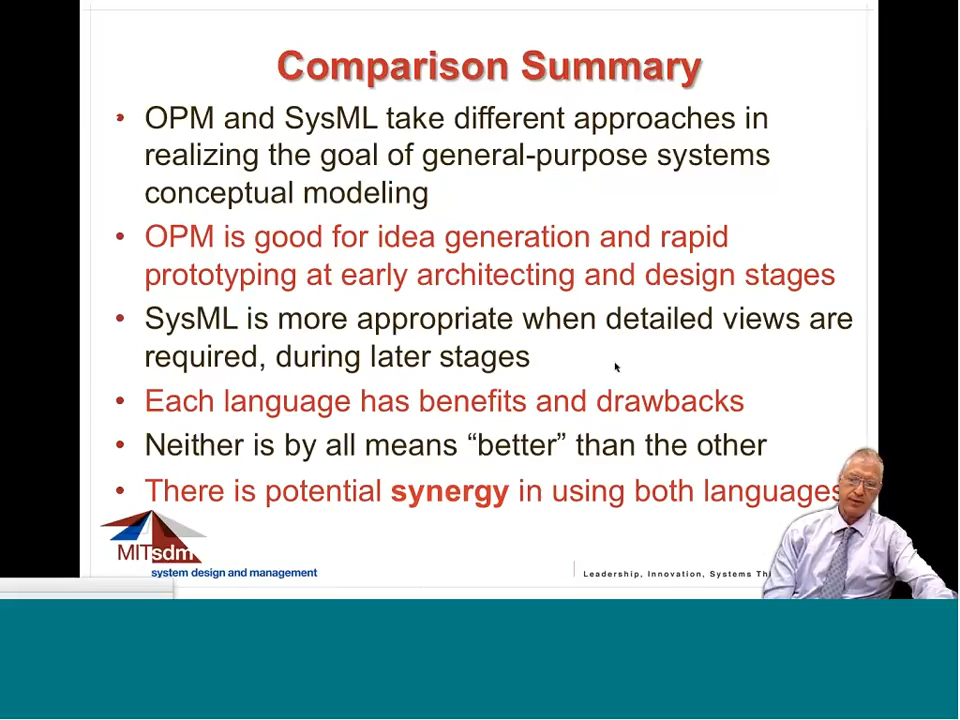 Comparison Summary
• OPM and SysML take different approaches in
realizing the goal of general-purpose systems
conceptual modeling
• OPM is good for idea generation and rapid
prototyping at early architecting and design stages
• SysML is more appropriate when detailed views are
required, during later stages
• Each language has benefits and drawbacks
• Neither is by all means “better” than the other
• There is potential synergy in using both languages
MITsdm
system design and management
Leadership, Innovation, Systems